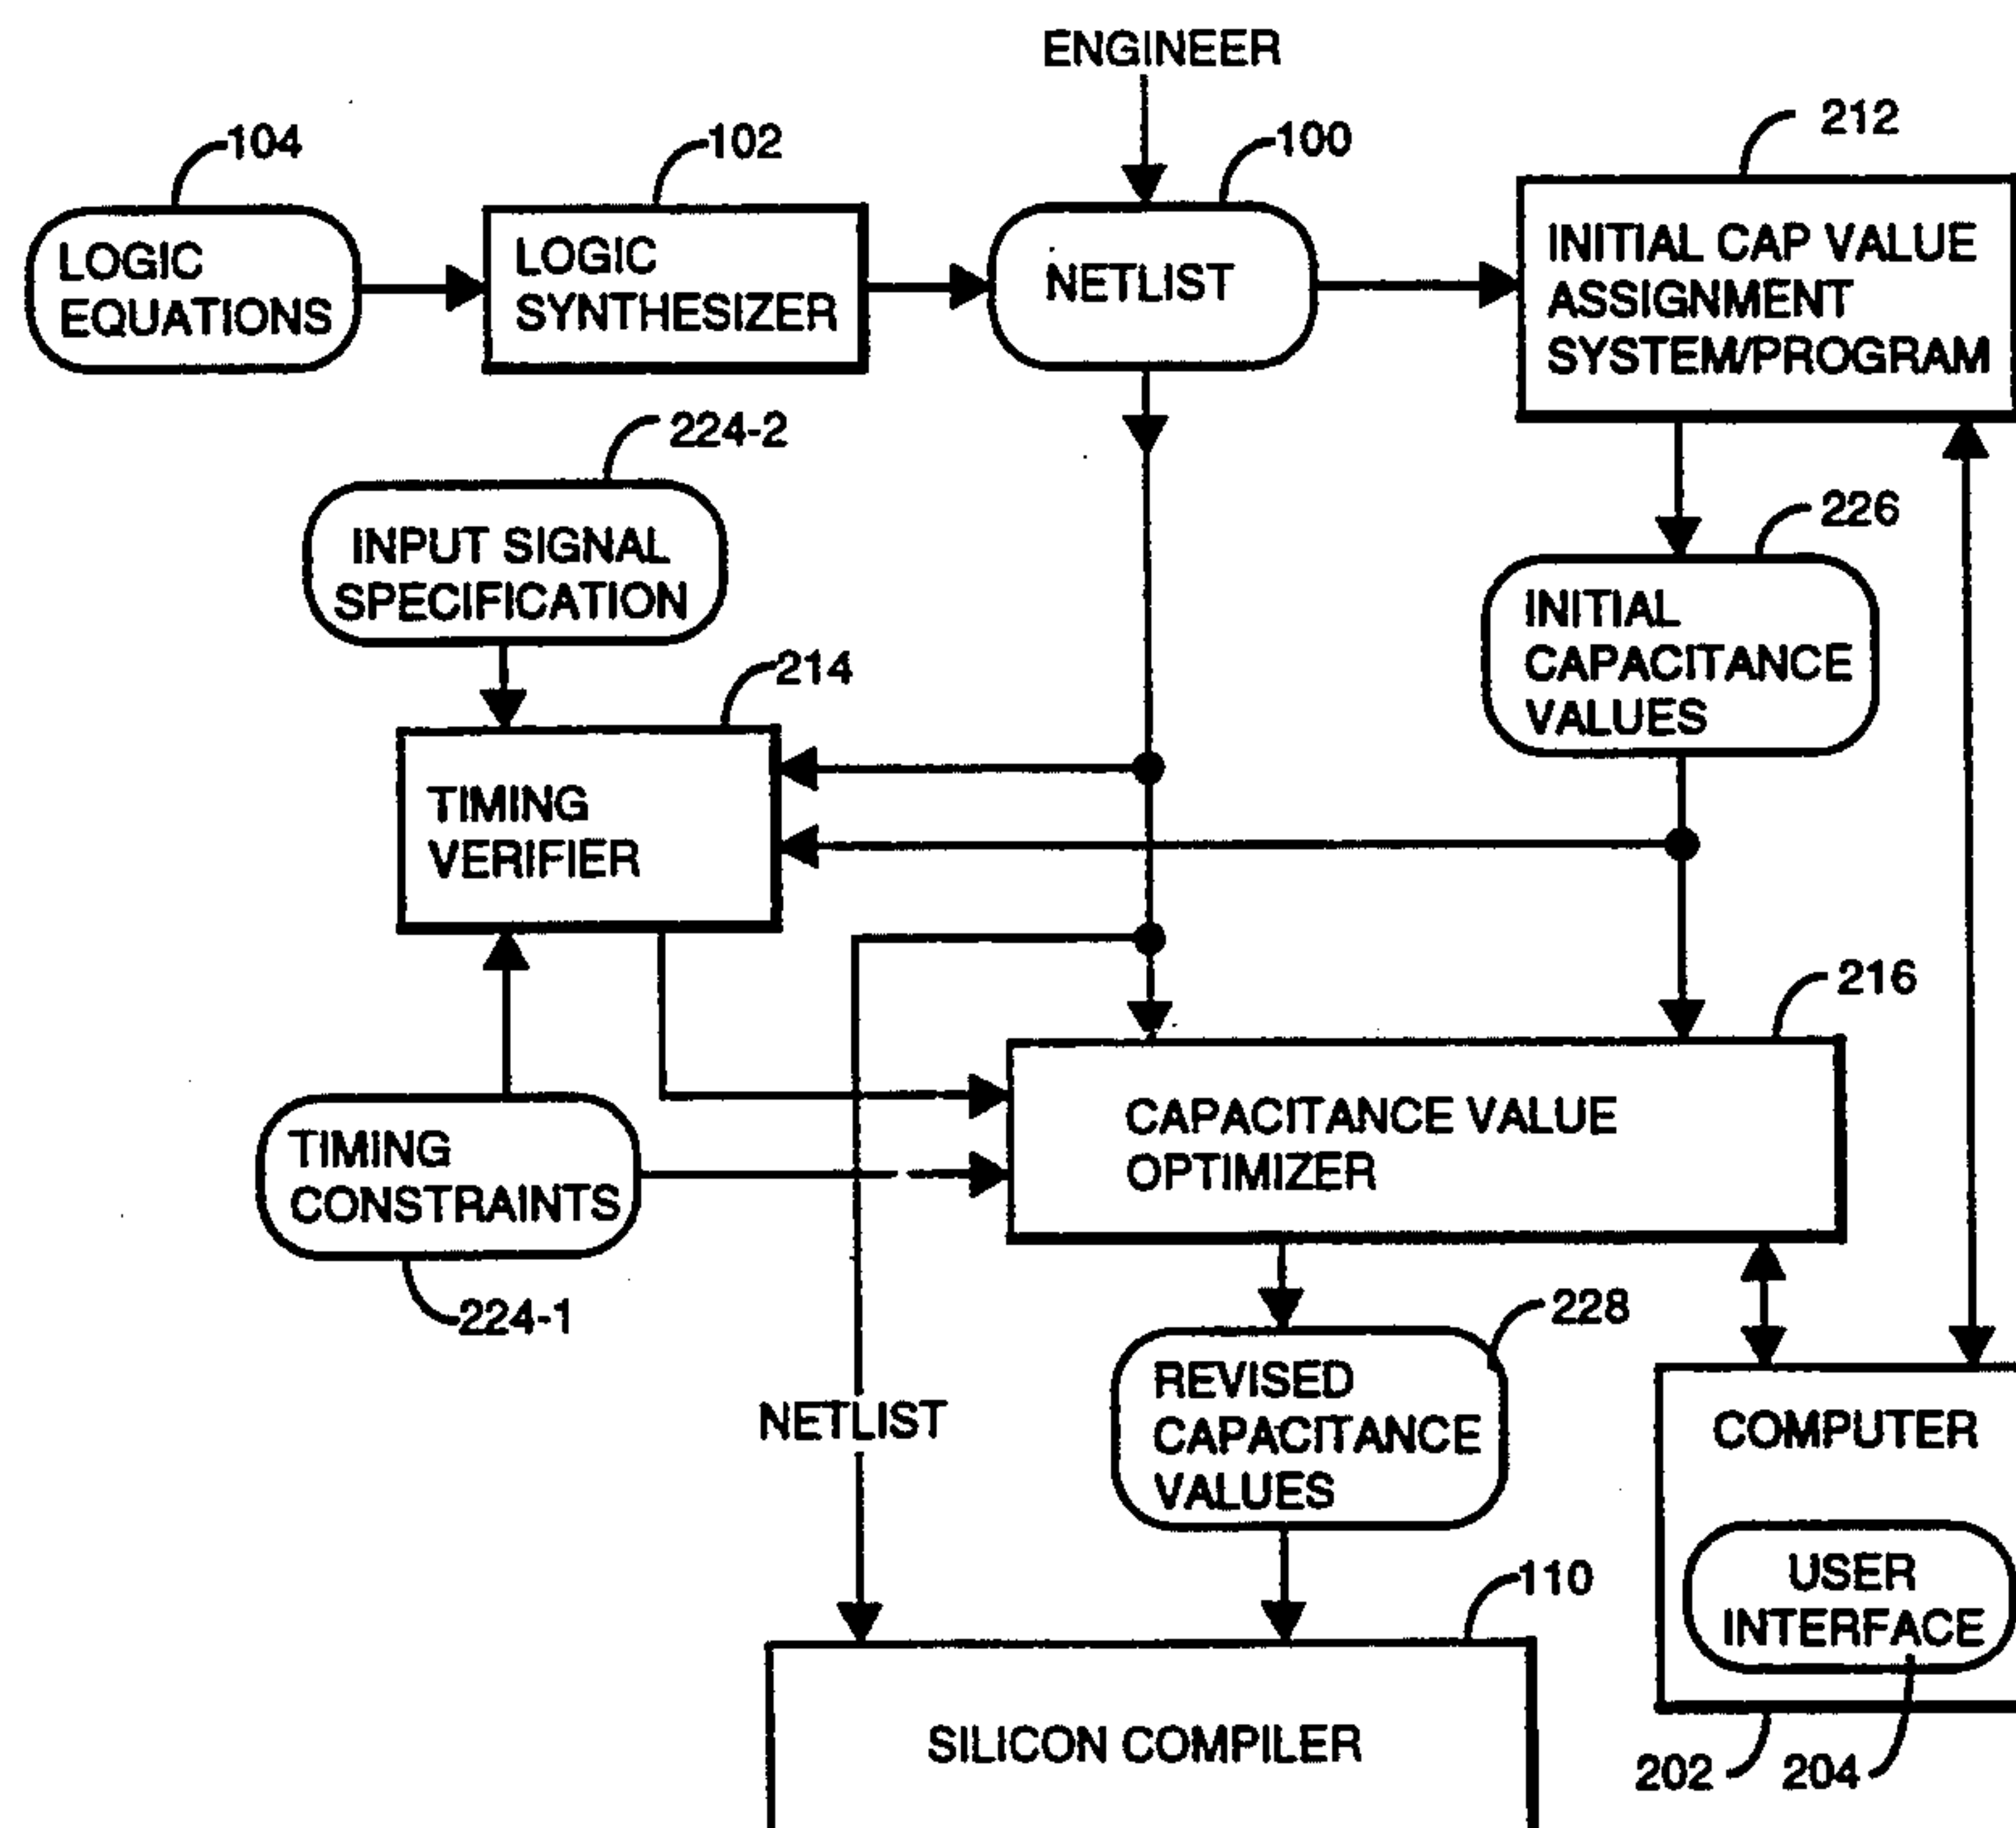 ENGINEER
104
102
100
212
LOGIC
EQUATIONS
LOGIC
SYNTHESIZER
NETLIST
INITIAL CAP VALUE
ASSIGNMENT
SYSTEM/PROGRAM
224-2
INPUT SIGNAL
SPECIFICATION
226
INITIAL
CAPACITANCE
VALUES
214
TIMING
VERIFIER
216
CAPACITANCE VALUE
OPTIMIZER
TIMING
CONSTRAINTS
224-1
228
REVISED
CAPACITANCE
VALUES
NETLIST
COMPUTER
USER
INTERFACE
110
SILICON COMPILER
202
204